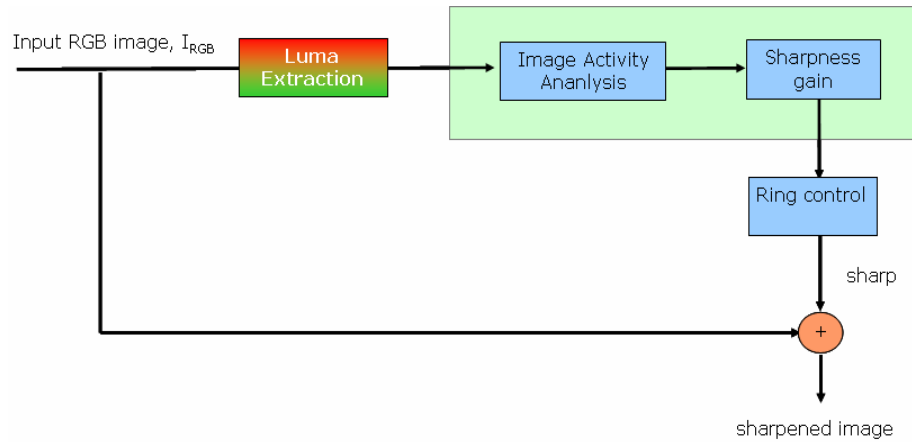 Input RGB image, I_RGB
Luma
Extraction
Image Activity
Ananlysis
Sharpness
gain
Ring control
sharp
+
sharpened image